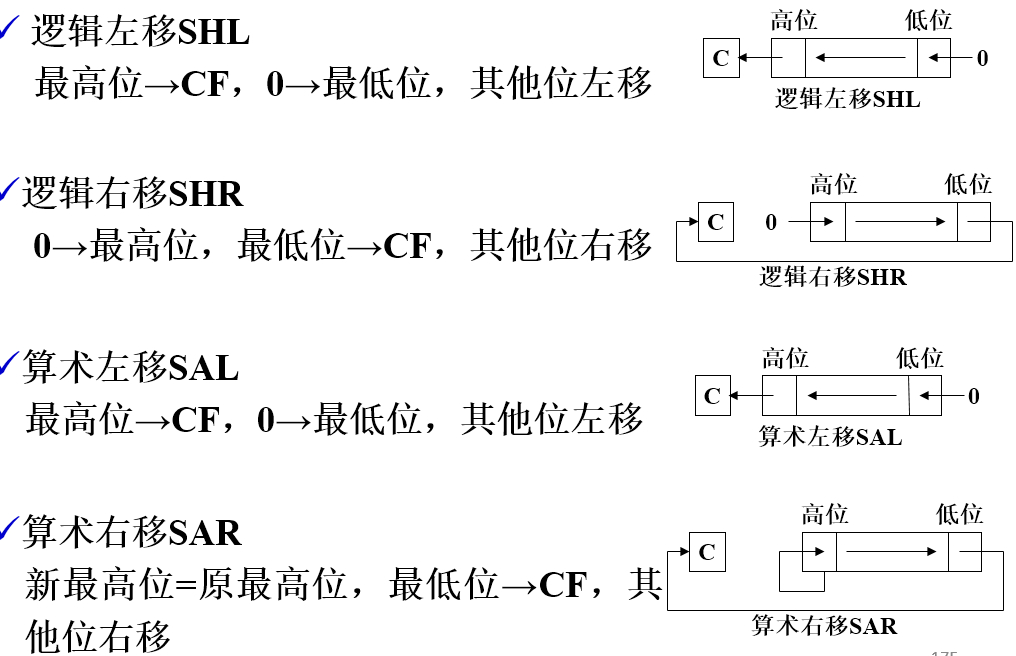 ✓ 逻辑左移SHL
最高位→CF，0→最低位，其他位左移
高位 低位
C 0
逻辑左移SHL
✓逻辑右移SHR
0→最高位，最低位→CF，其他位右移
高位 低位
C 0
逻辑右移SHR
✓算术左移SAL
最高位→CF，0→最低位，其他位左移
高位 低位
C 0
算术左移SAL
✓算术右移SAR
新最高位=原最高位，最低位→CF，其
他位右移
高位 低位
C
算术右移SAR